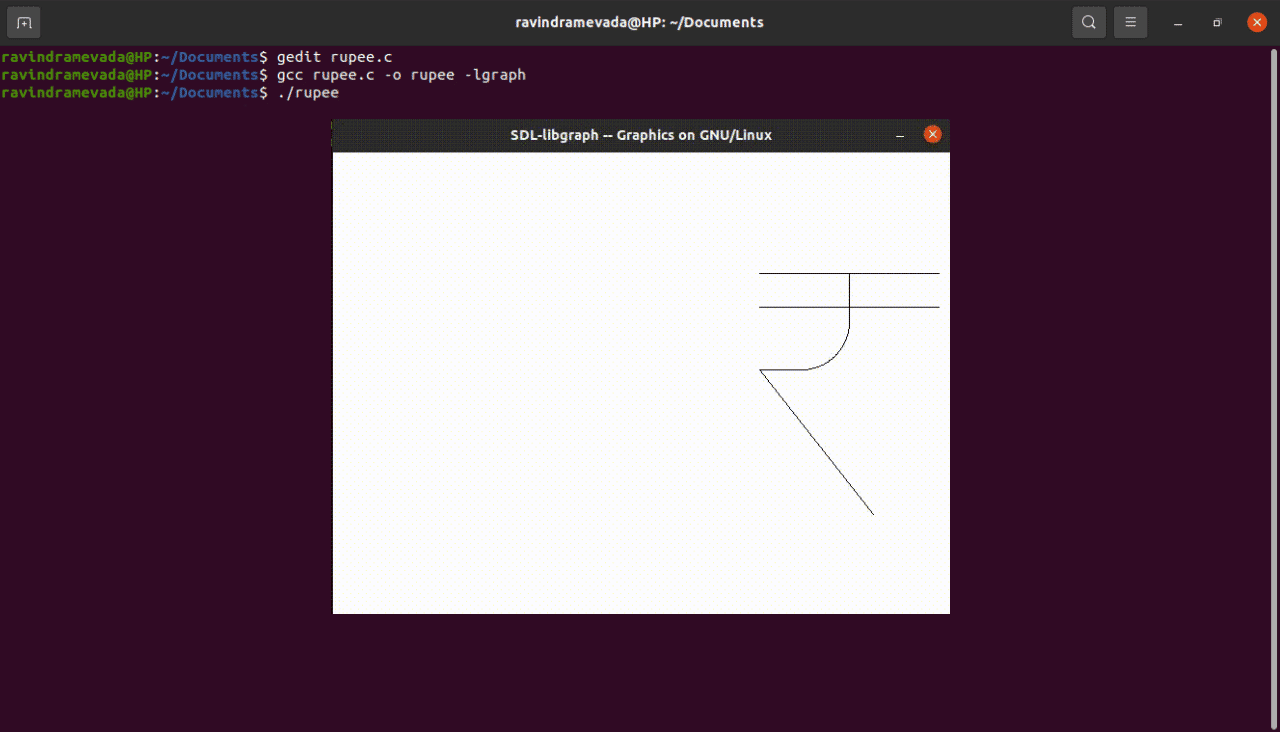 ravindramevada@HP: ~/Documents
ravindramevada@HP:~/Documents$ gedit rupee.c
ravindramevada@HP:~/Documents$ gcc rupee.c -o rupee -lgraph
ravindramevada@HP:~/Documents$ ./rupee
SDL-libgraph -- Graphics on GNU/Linux